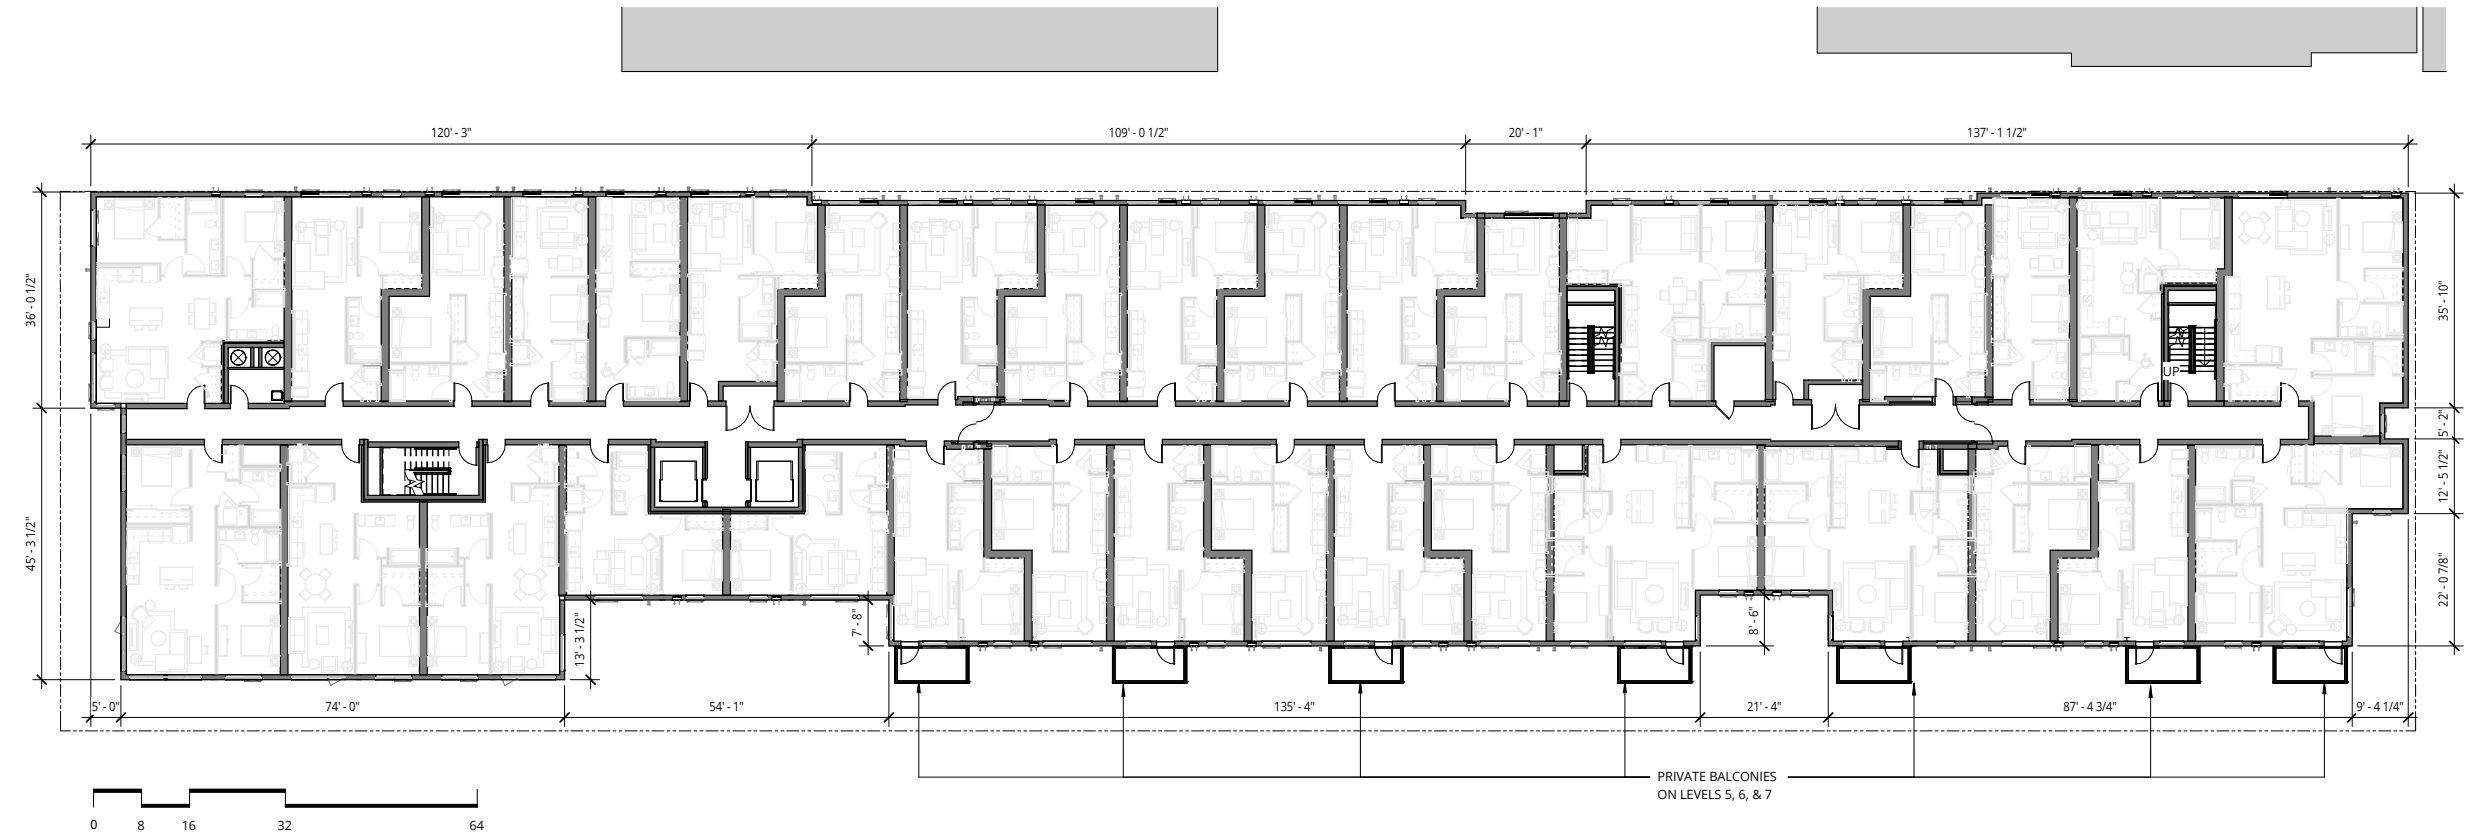 120' - 3"
109' - 0 1/2"
20' - 1"
137' - 1 1/2"
36' - 0 1/2"
35' - 10"
UP
5' - 2"
12' - 5 1/2"
45' - 3 1/2"
22' - 0 7/8"
13' - 3 1/2"
7' - 8"
8' - 6"
5' - 0"
74' - 0"
54' - 1"
135' - 4"
21' - 4"
87' - 4 3/4"
9' - 4 1/4"
PRIVATE BALCONIES
ON LEVELS 5, 6, & 7
0 8 16 32 64